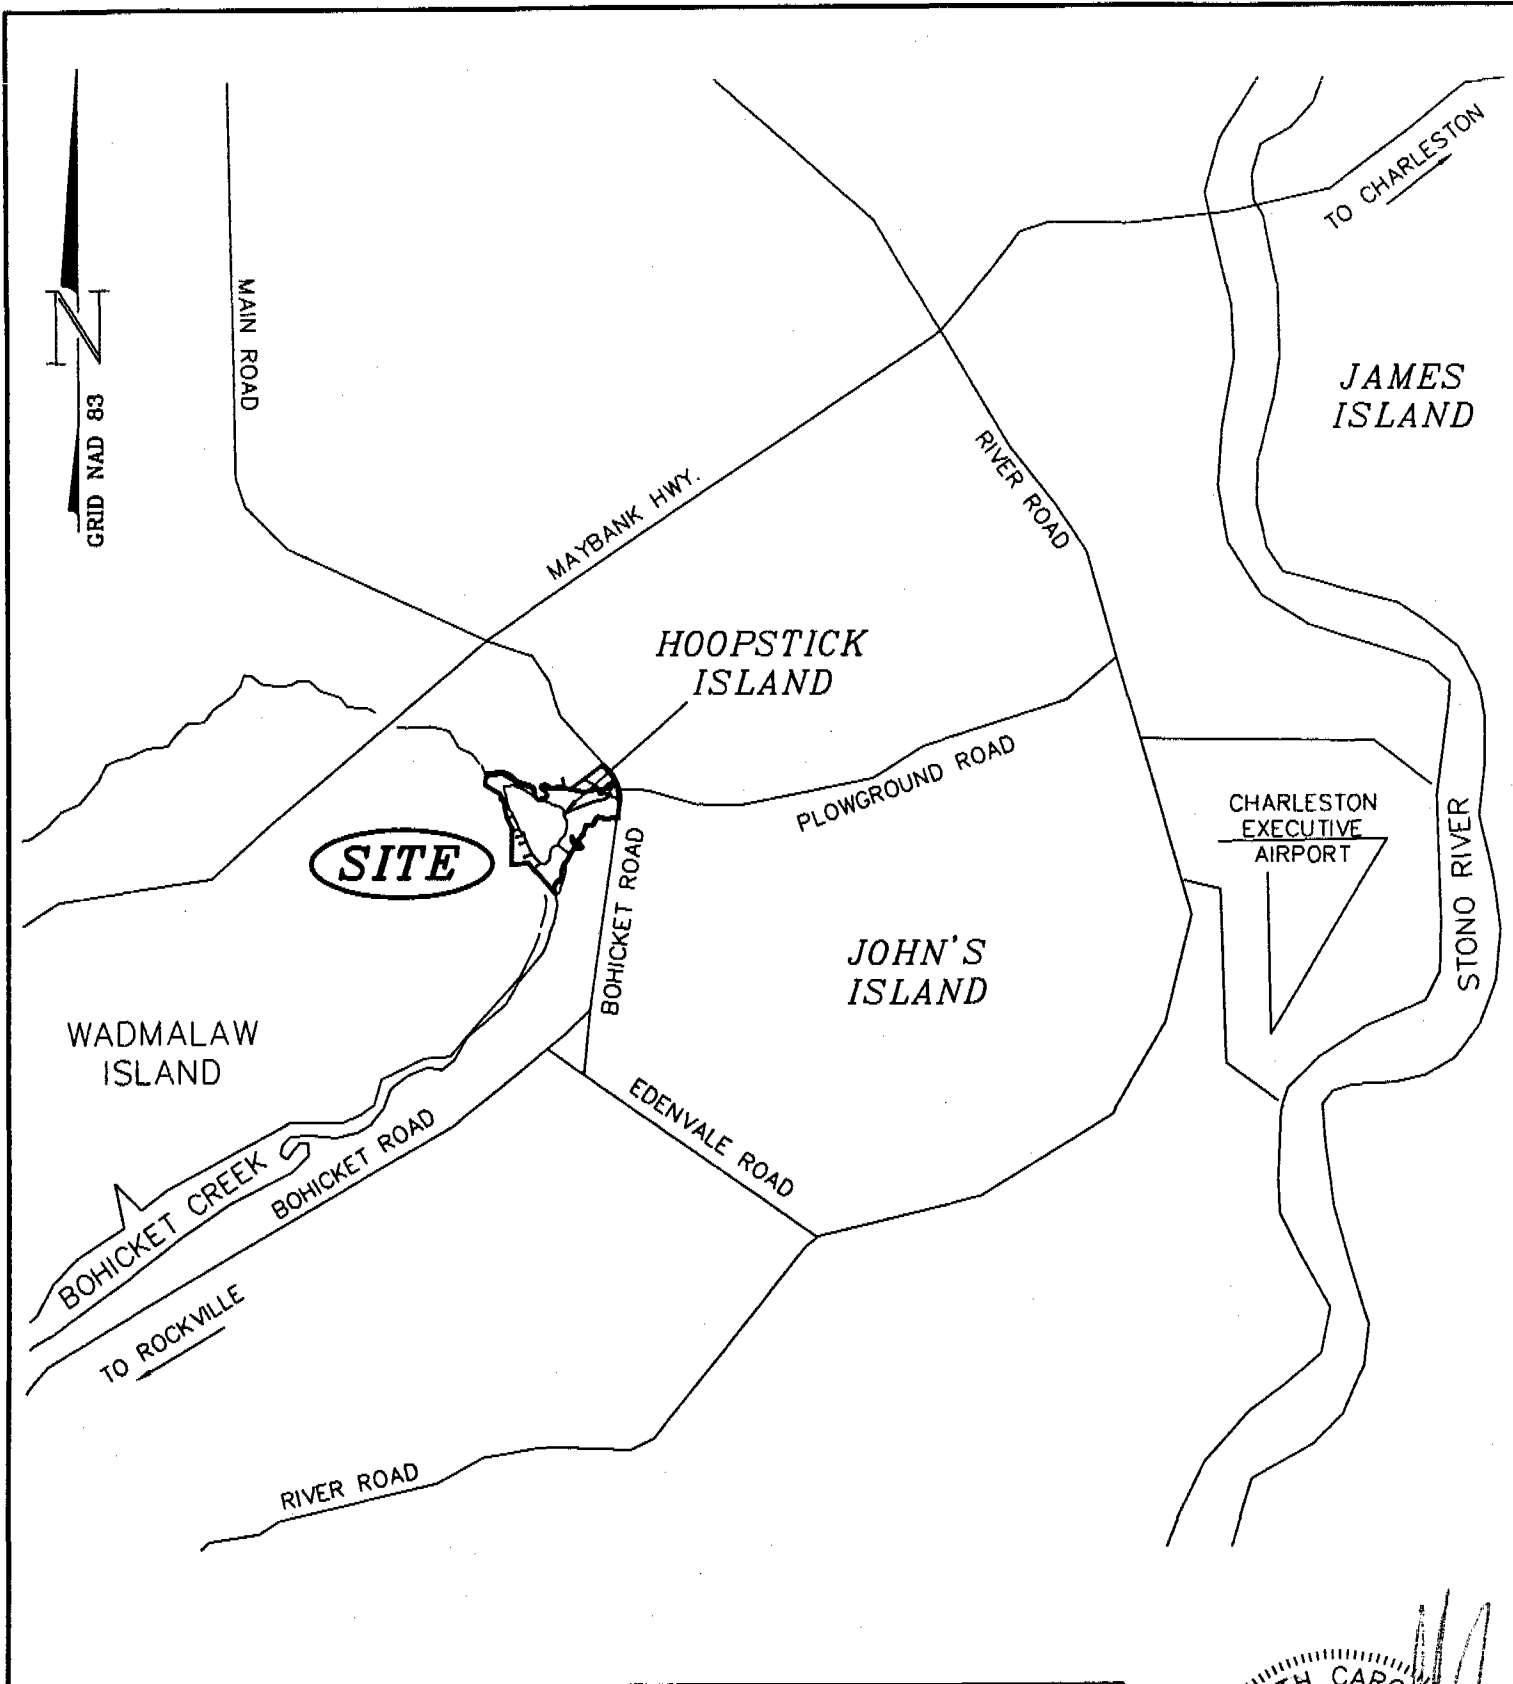 TO CHARLESTON
MAIN ROAD
N
GRID NAD 83
JAMES
ISLAND
RIVER ROAD
MAYBANK HWY.
HOOPSTICK
ISLAND
PLOWGROUND ROAD
CHARLESTON
EXECUTIVE
AIRPORT
STONO RIVER
SITE
BOHICKET ROAD
JOHN'S
ISLAND
WADMALAW
ISLAND
EDENVALE ROAD
BOHICKET ROAD
BOHICKET CREEK
TO ROCKVILLE
RIVER ROAD
TH CARO